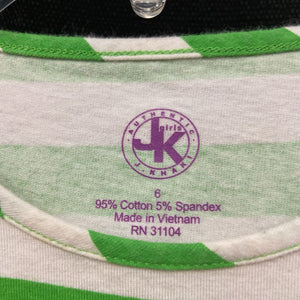 AUTHENTIC
JK girls
J. KHAKI
6
95% Cotton 5% Spandex
Made in Vietnam
RN 31104